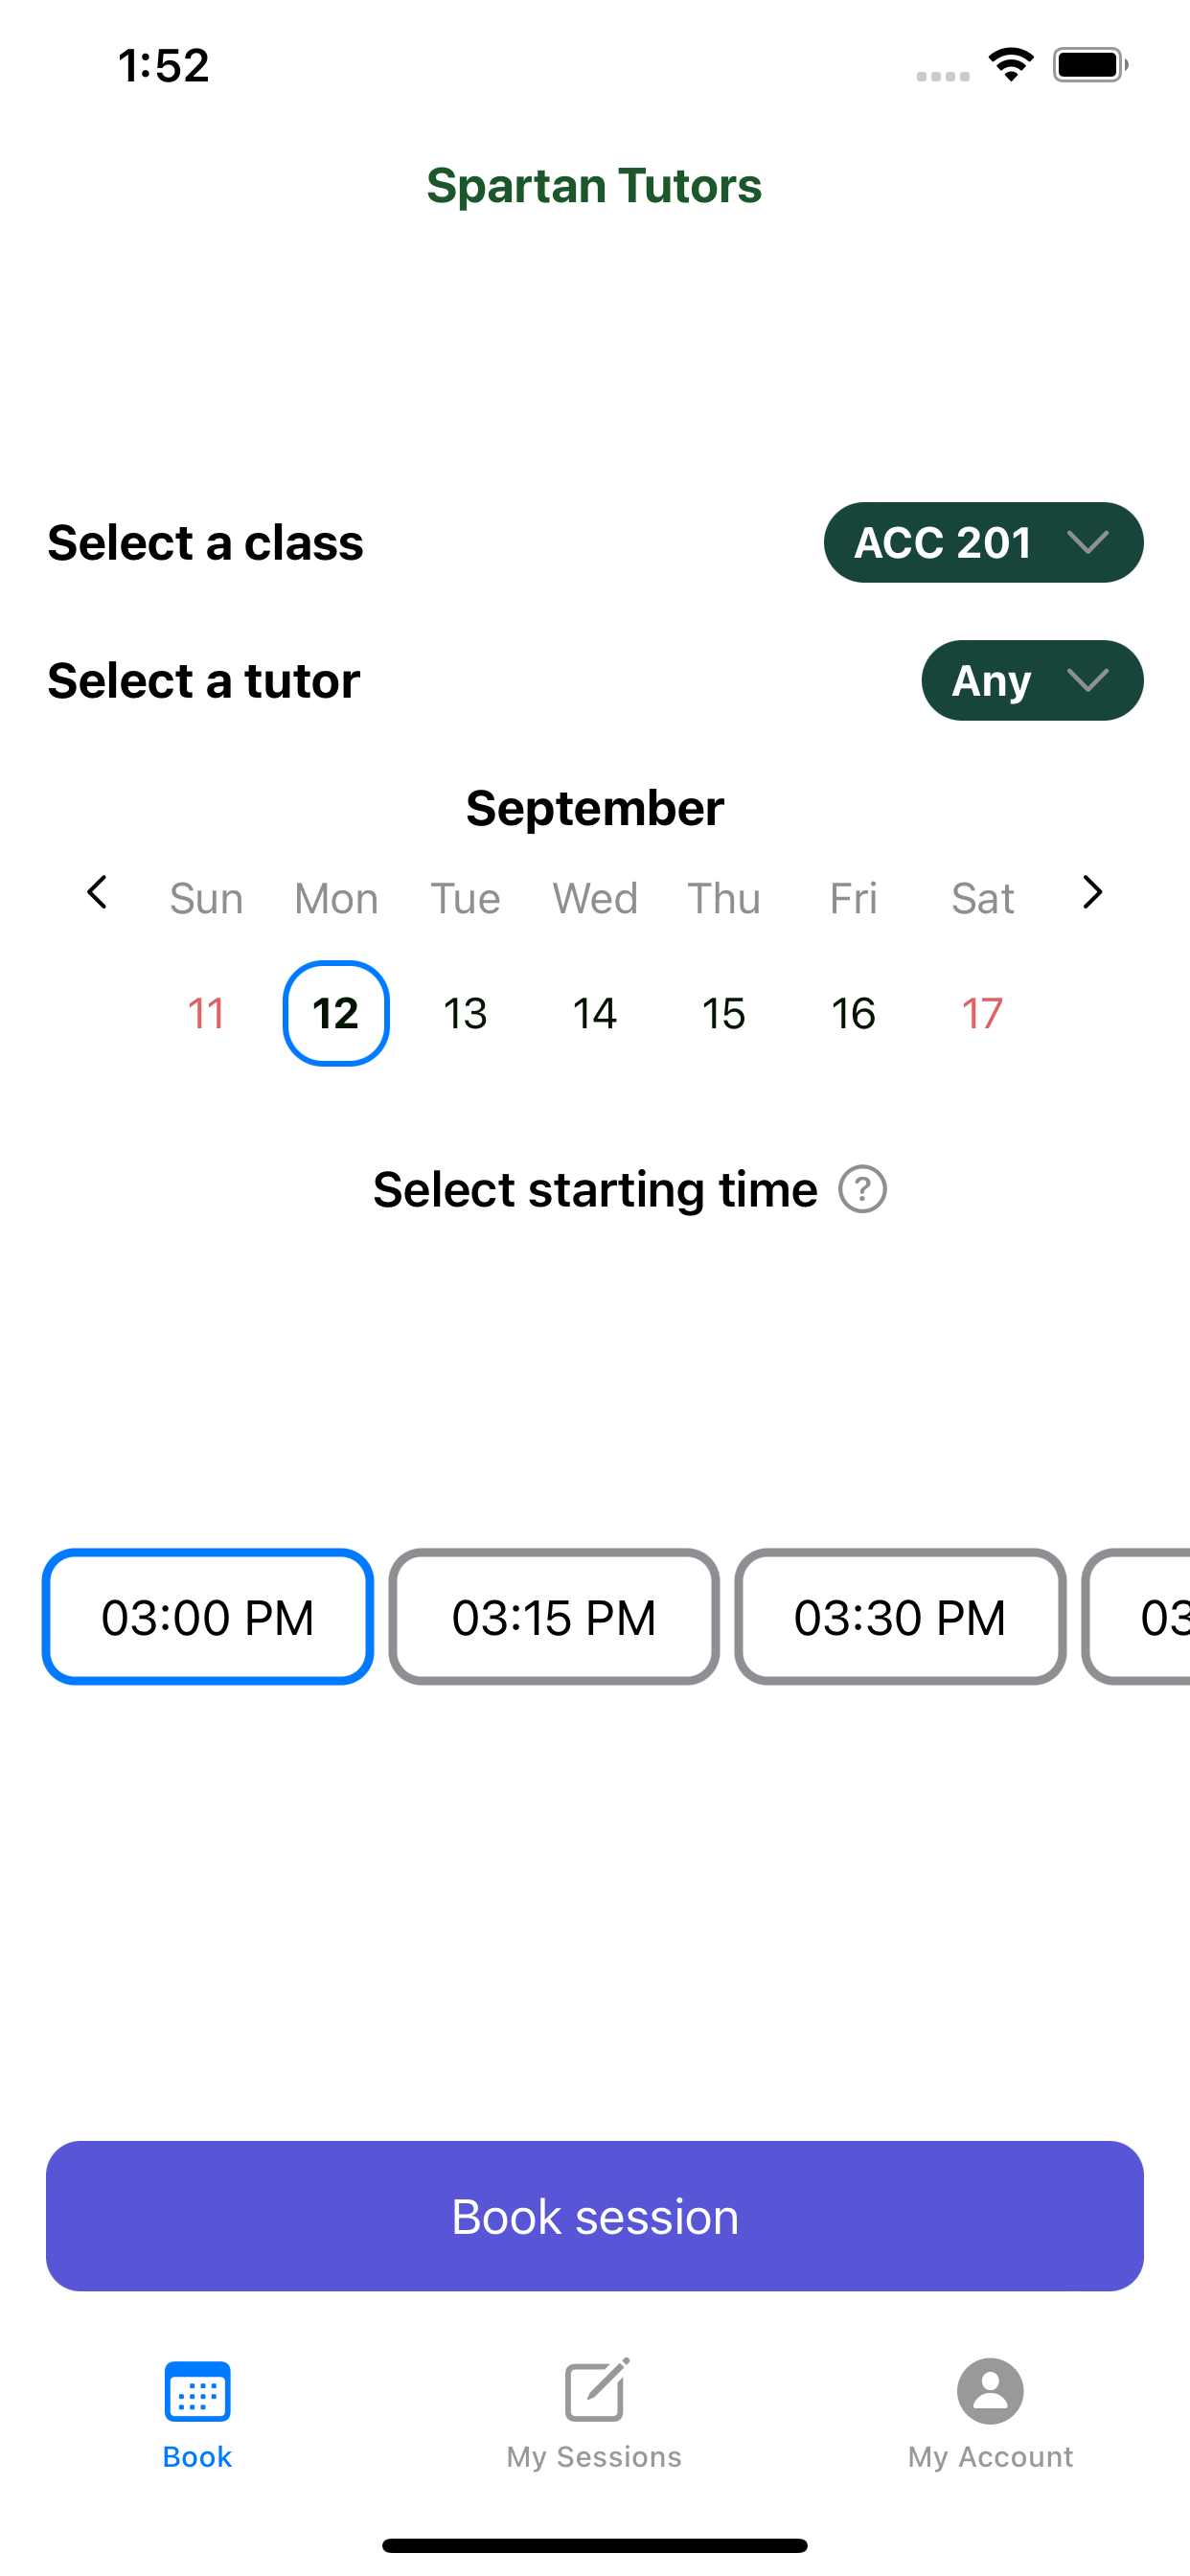 1:52
Spartan Tutors
Select a class ACC 201
Select a tutor Any
September
Sun Mon Tue Wed Thu Fri Sat
11 12 13 14 15 16 17
Select starting time ?
03:00 PM 03:15 PM 03:30 PM 03
Book session
Book My Sessions My Account